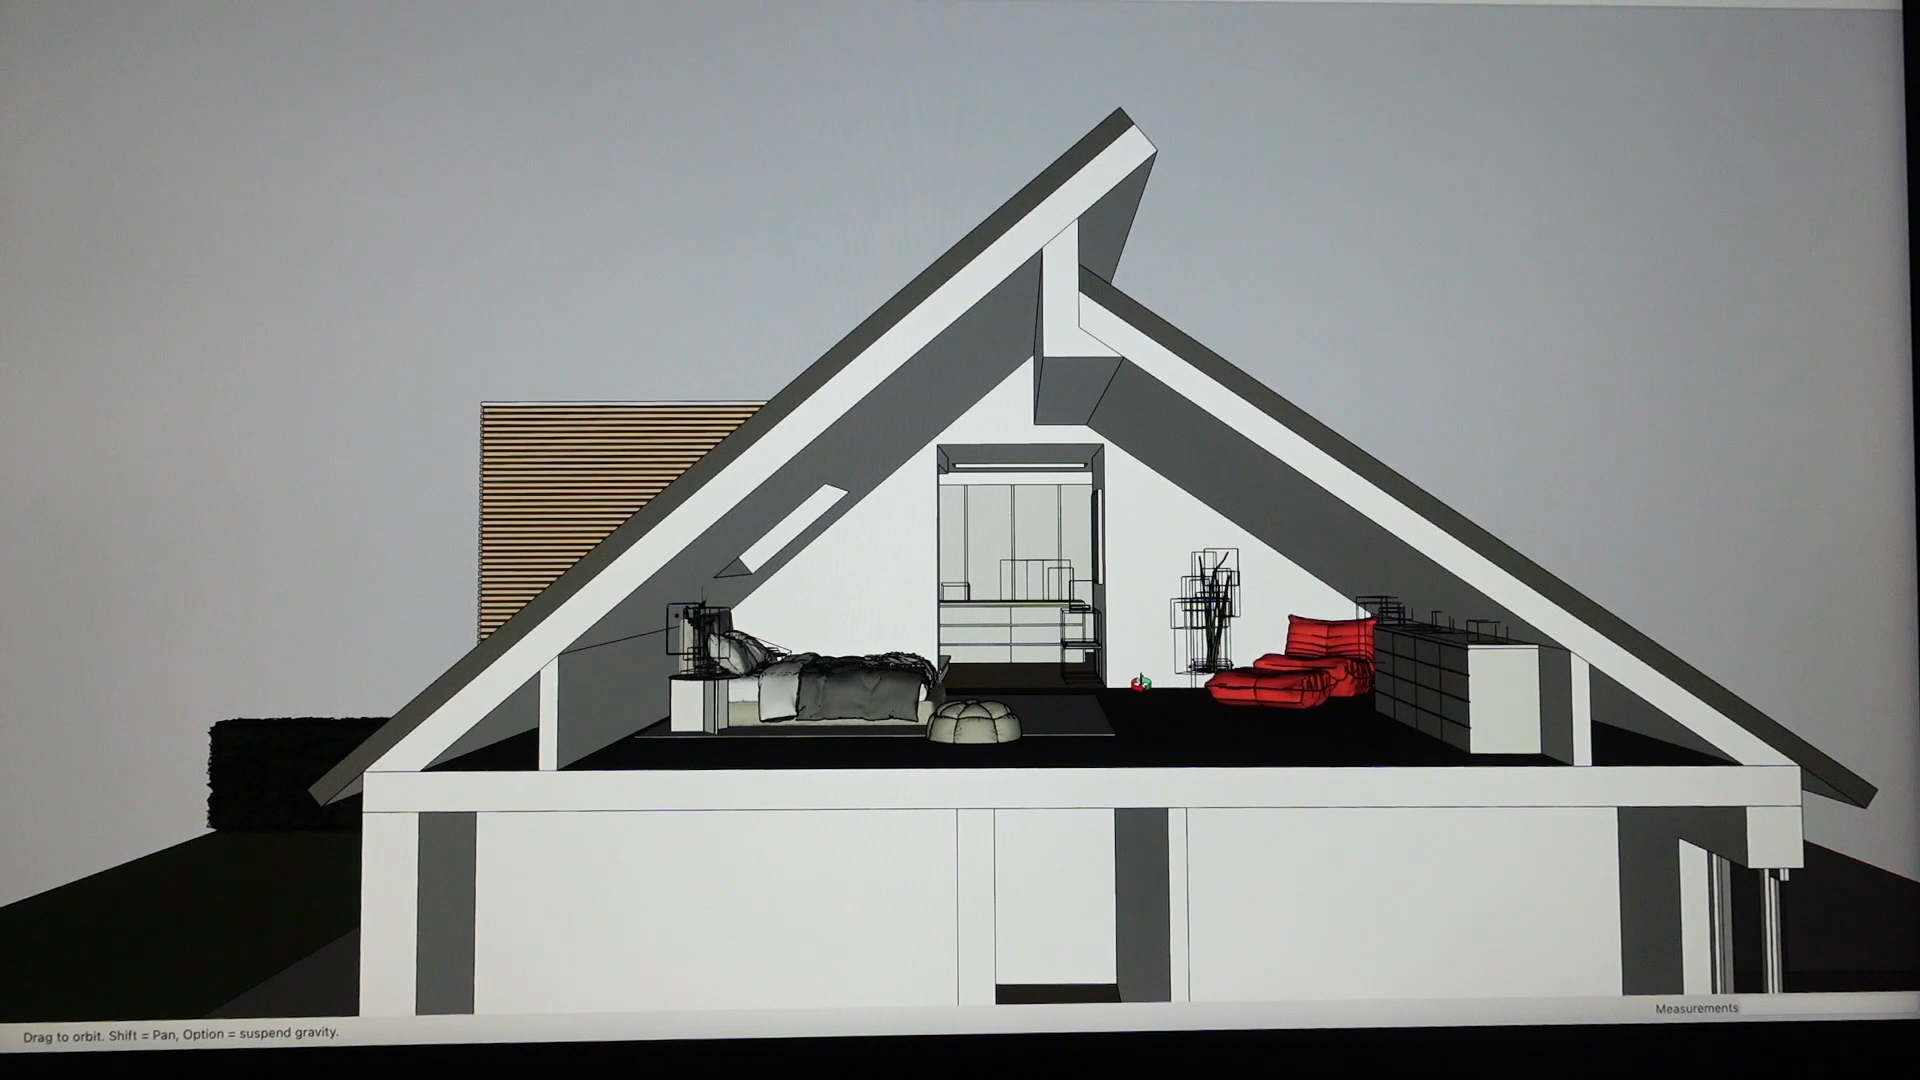 Measurements
Drag to orbit. Shift = Pan, Option = suspend gravity.